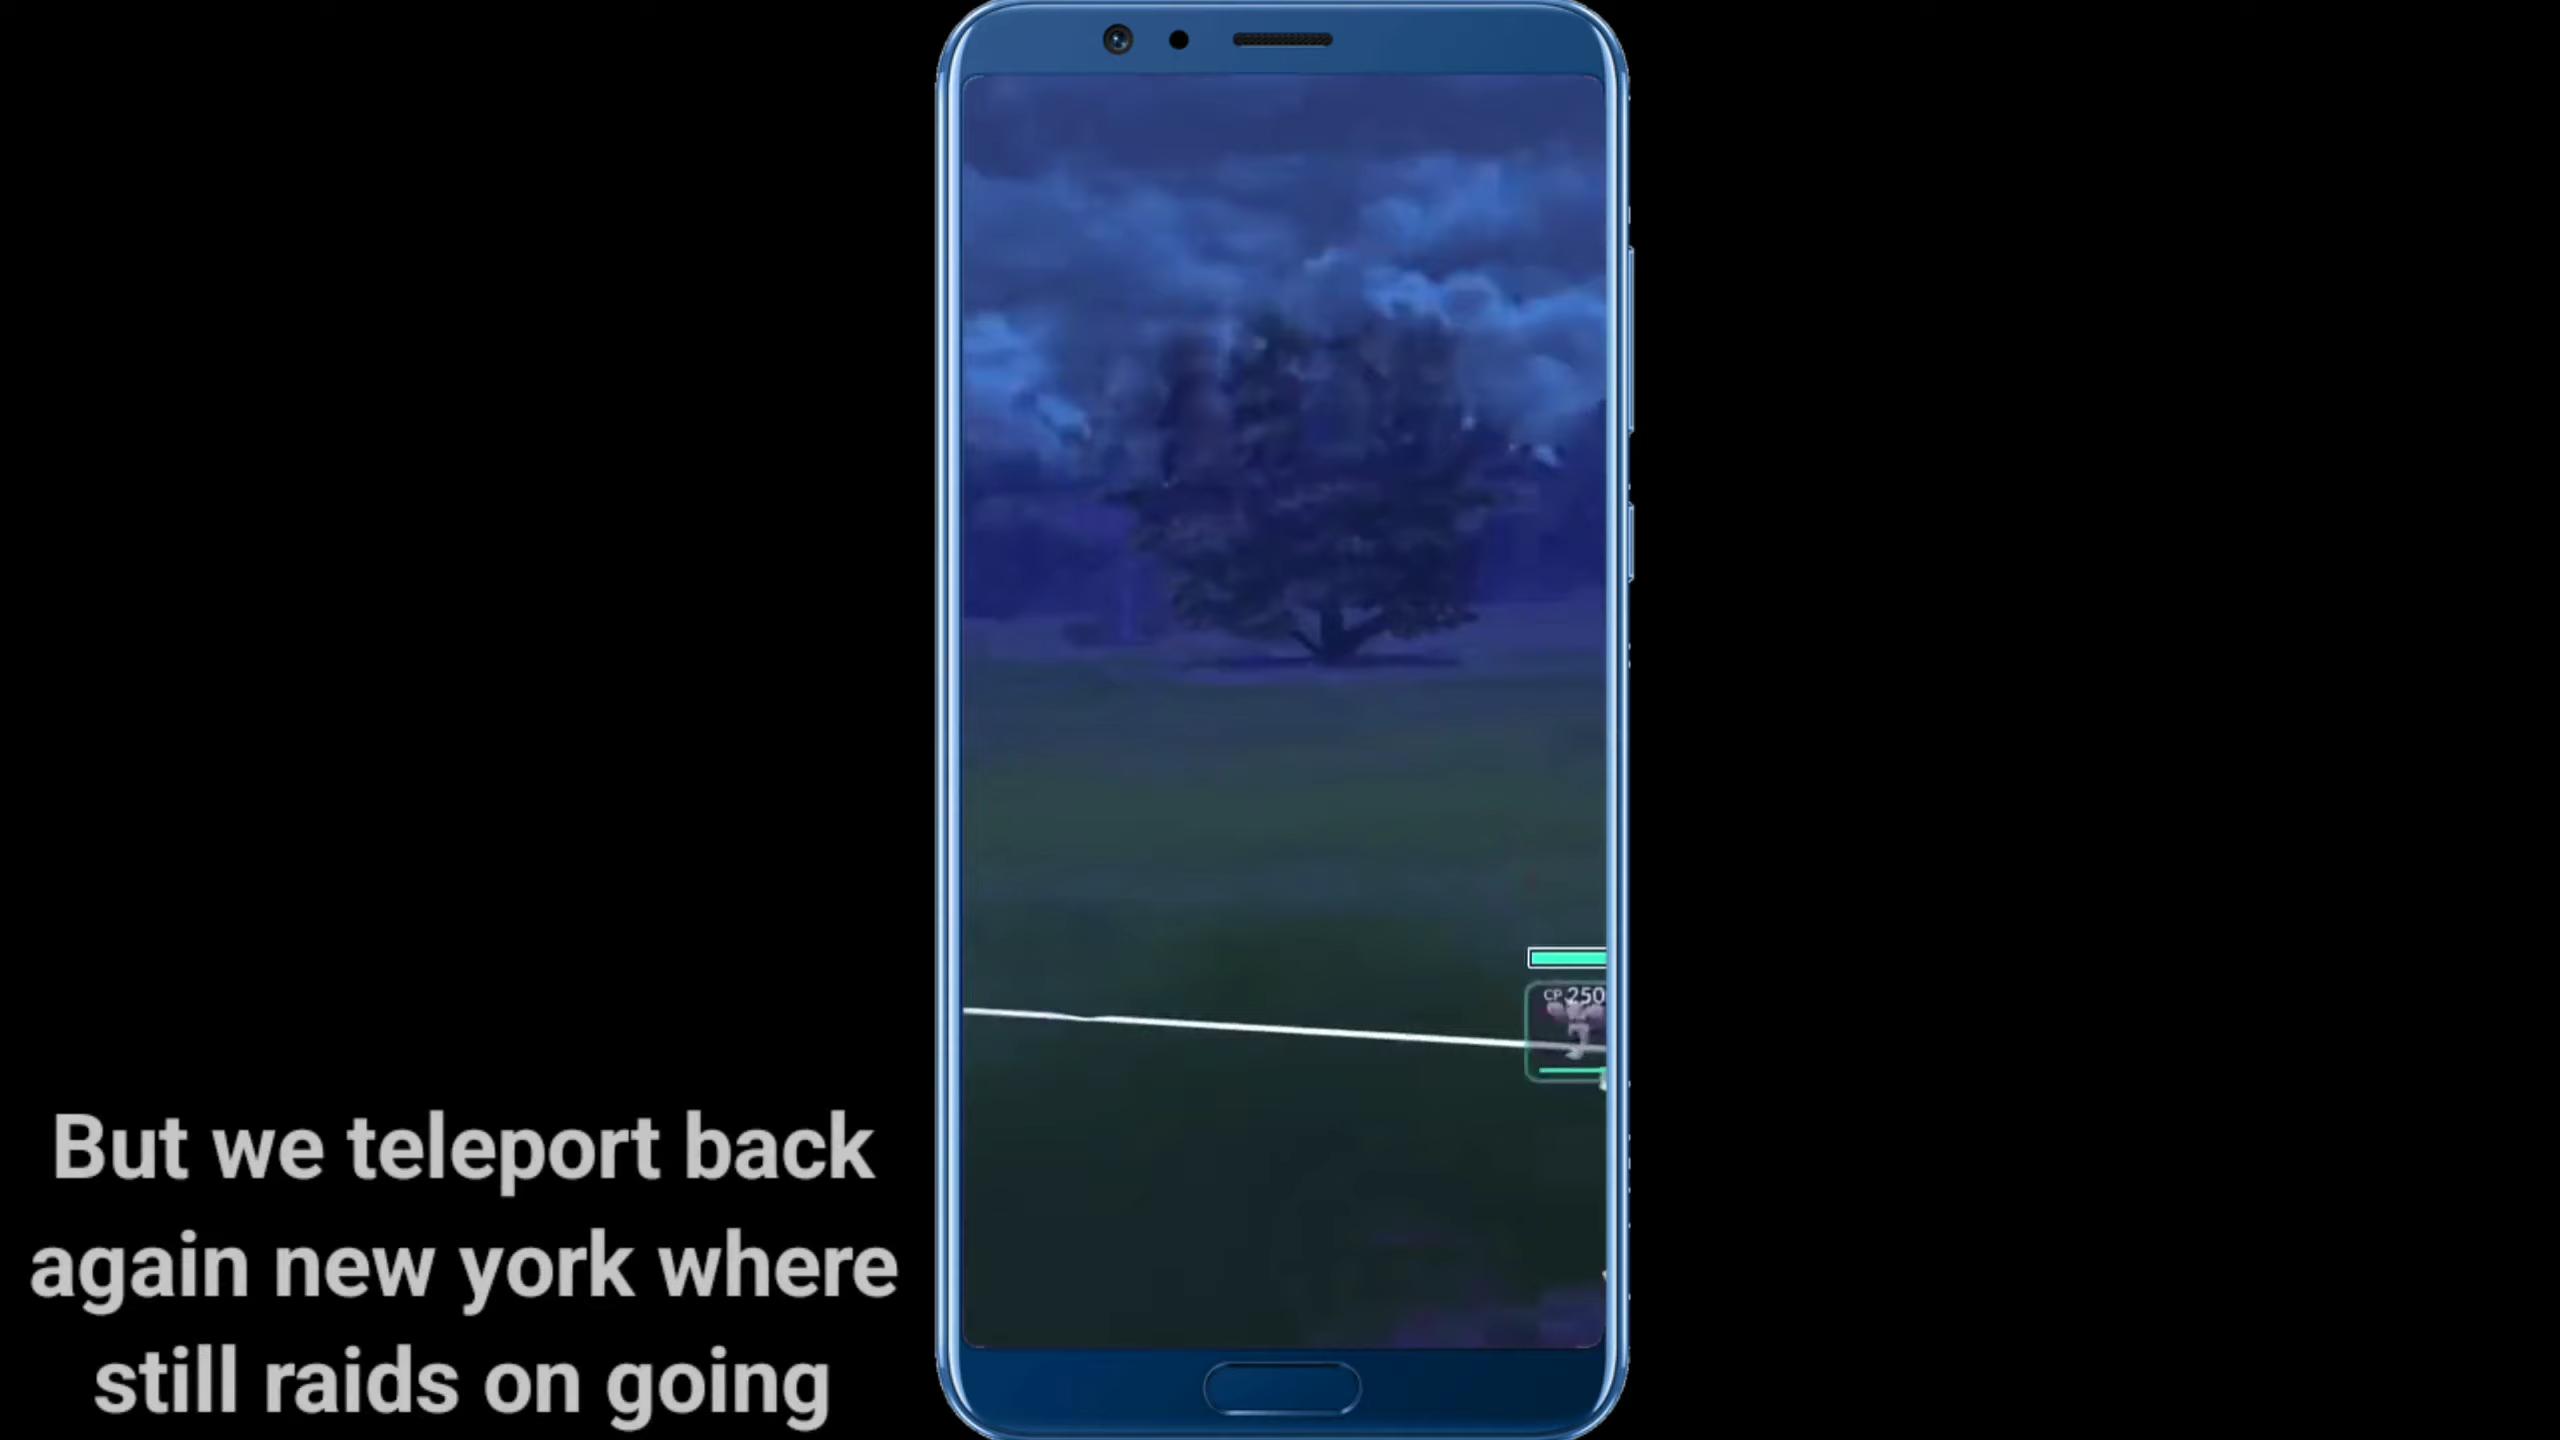 CP 250
But we teleport back
again new york where
still raids on going